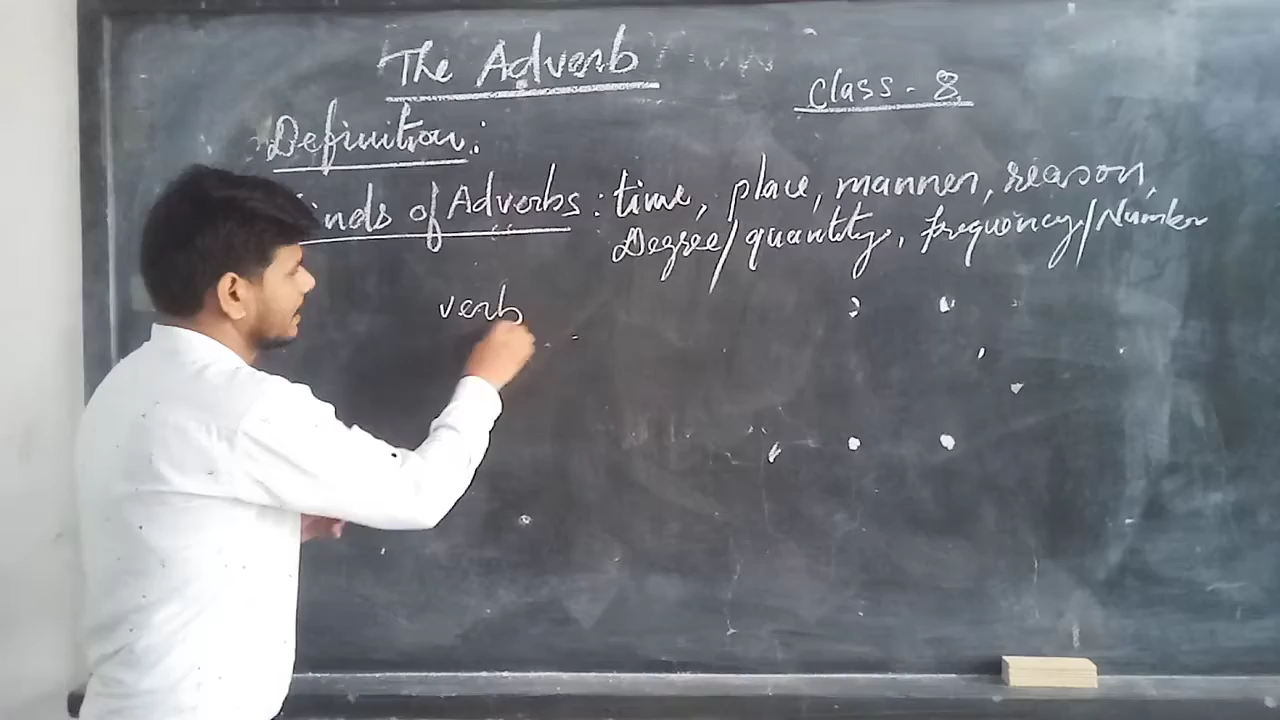 The Adverb
Class - 8
Definition:
Kinds of Adverbs : time, place, manner, reason,
Degree/quantity, frequency/Number
verb